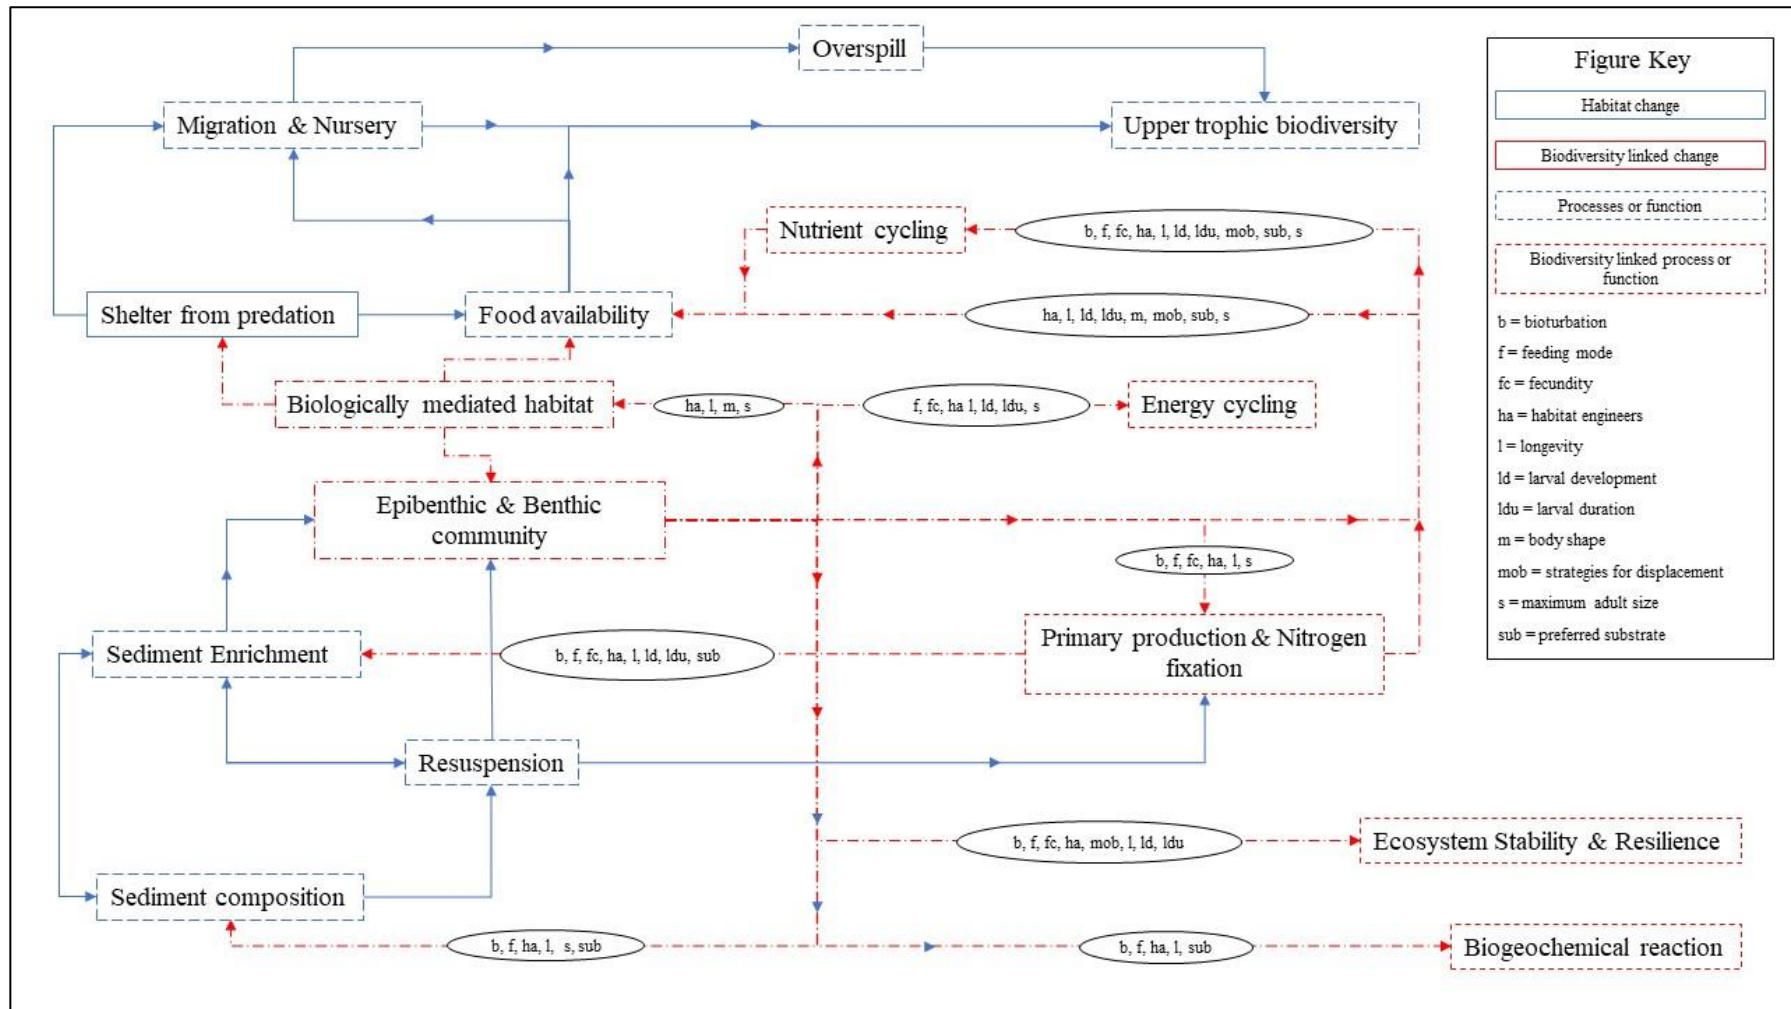 Overspill
Migration & Nursery
Upper trophic biodiversity
Nutrient cycling
b, f, fc, ha, l, ld, ldu, mob, sub, s
Shelter from predation
Food availability
ha, l, ld, ldu, m, mob, sub, s
Biologically mediated habitat
ha, l, m, s
f, fc, ha l, ld, ldu, s
Energy cycling
Epibenthic & Benthic
community
b, f, fc, ha, l, s
Sediment Enrichment
b, f, fc, ha, l, ld, ldu, sub
Primary production & Nitrogen
fixation
Resuspension
b, f, fc, ha, mob, l, ld, ldu
Ecosystem Stability & Resilience
Sediment composition
b, f, ha, l, s, sub
b, f, ha, l, sub
Biogeochemical reaction
Figure Key
Habitat change
Biodiversity linked change
Processes or function
Biodiversity linked process or
function
b = bioturbation
f = feeding mode
fc = fecundity
ha = habitat engineers
l = longevity
ld = larval development
ldu = larval duration
m = body shape
mob = strategies for displacement
s = maximum adult size
sub = preferred substrate